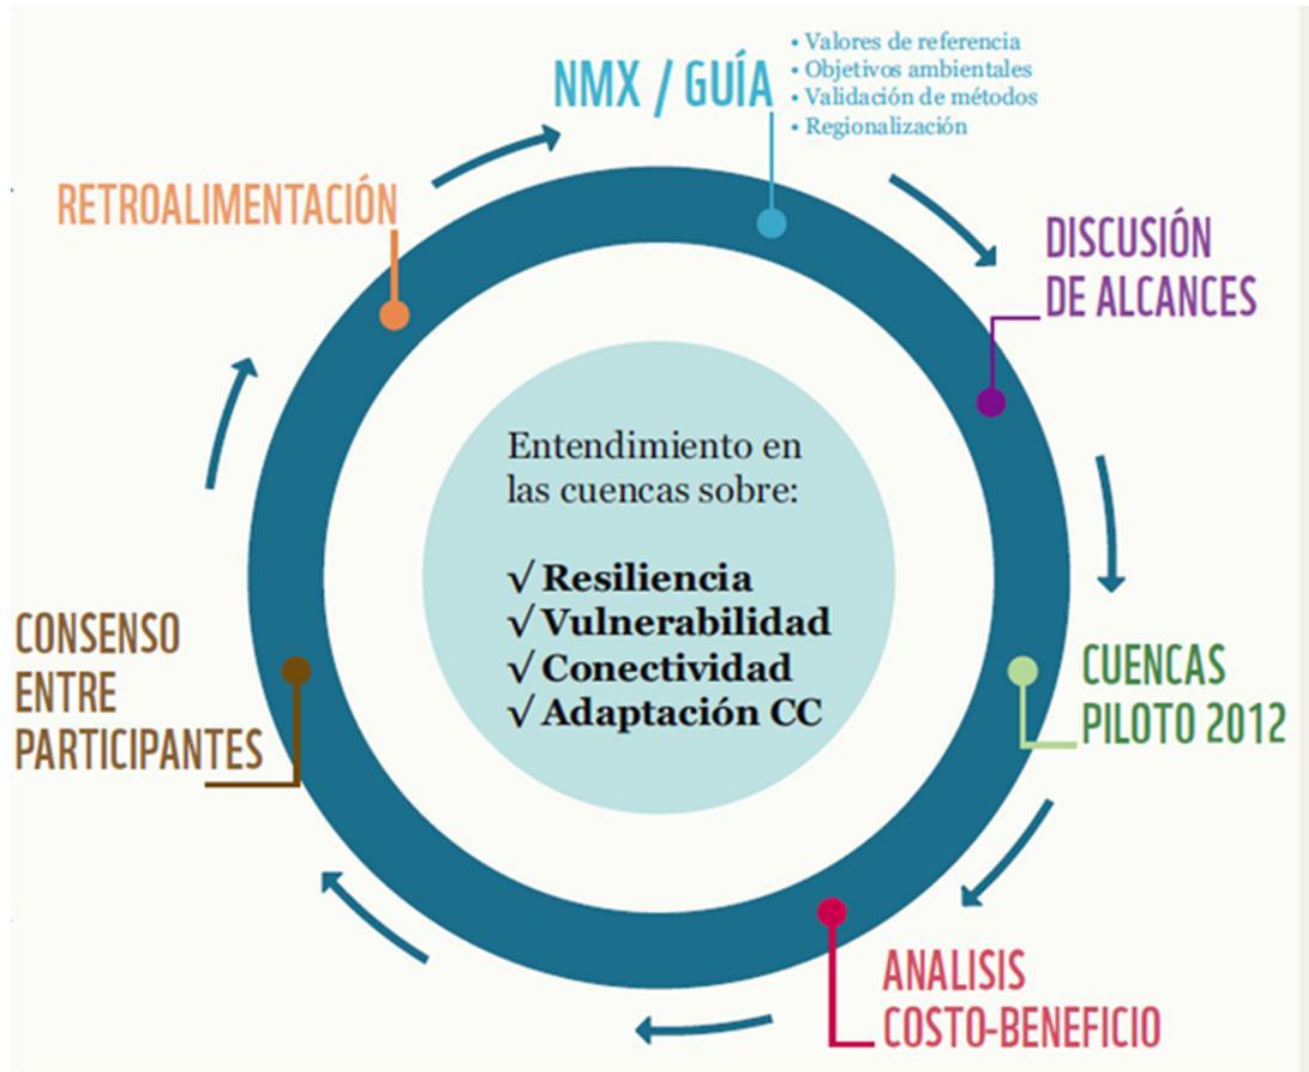 NMX / GUÍA
• Valores de referencia
• Objetivos ambientales
• Validación de métodos
• Regionalización
DISCUSIÓN
DE ALCANCES
CUENCAS
PILOTO 2012
ANALISIS
COSTO-BENEFICIO
CONSENSO
ENTRE
PARTICIPANTES
RETROALIMENTACIÓN
Entendimiento en
las cuencas sobre:
√ Resiliencia
√ Vulnerabilidad
√ Conectividad
√ Adaptación CC